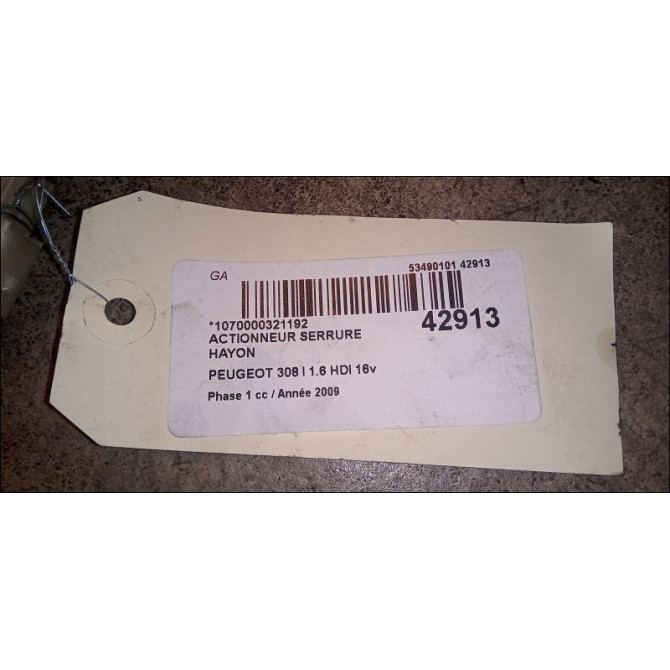 GA
53490101 42913
*1070000321192
42913
ACTIONNEUR SERRURE
HAYON
PEUGEOT 308 I 1.6 HDI 16v
Phase 1 cc / Année 2009